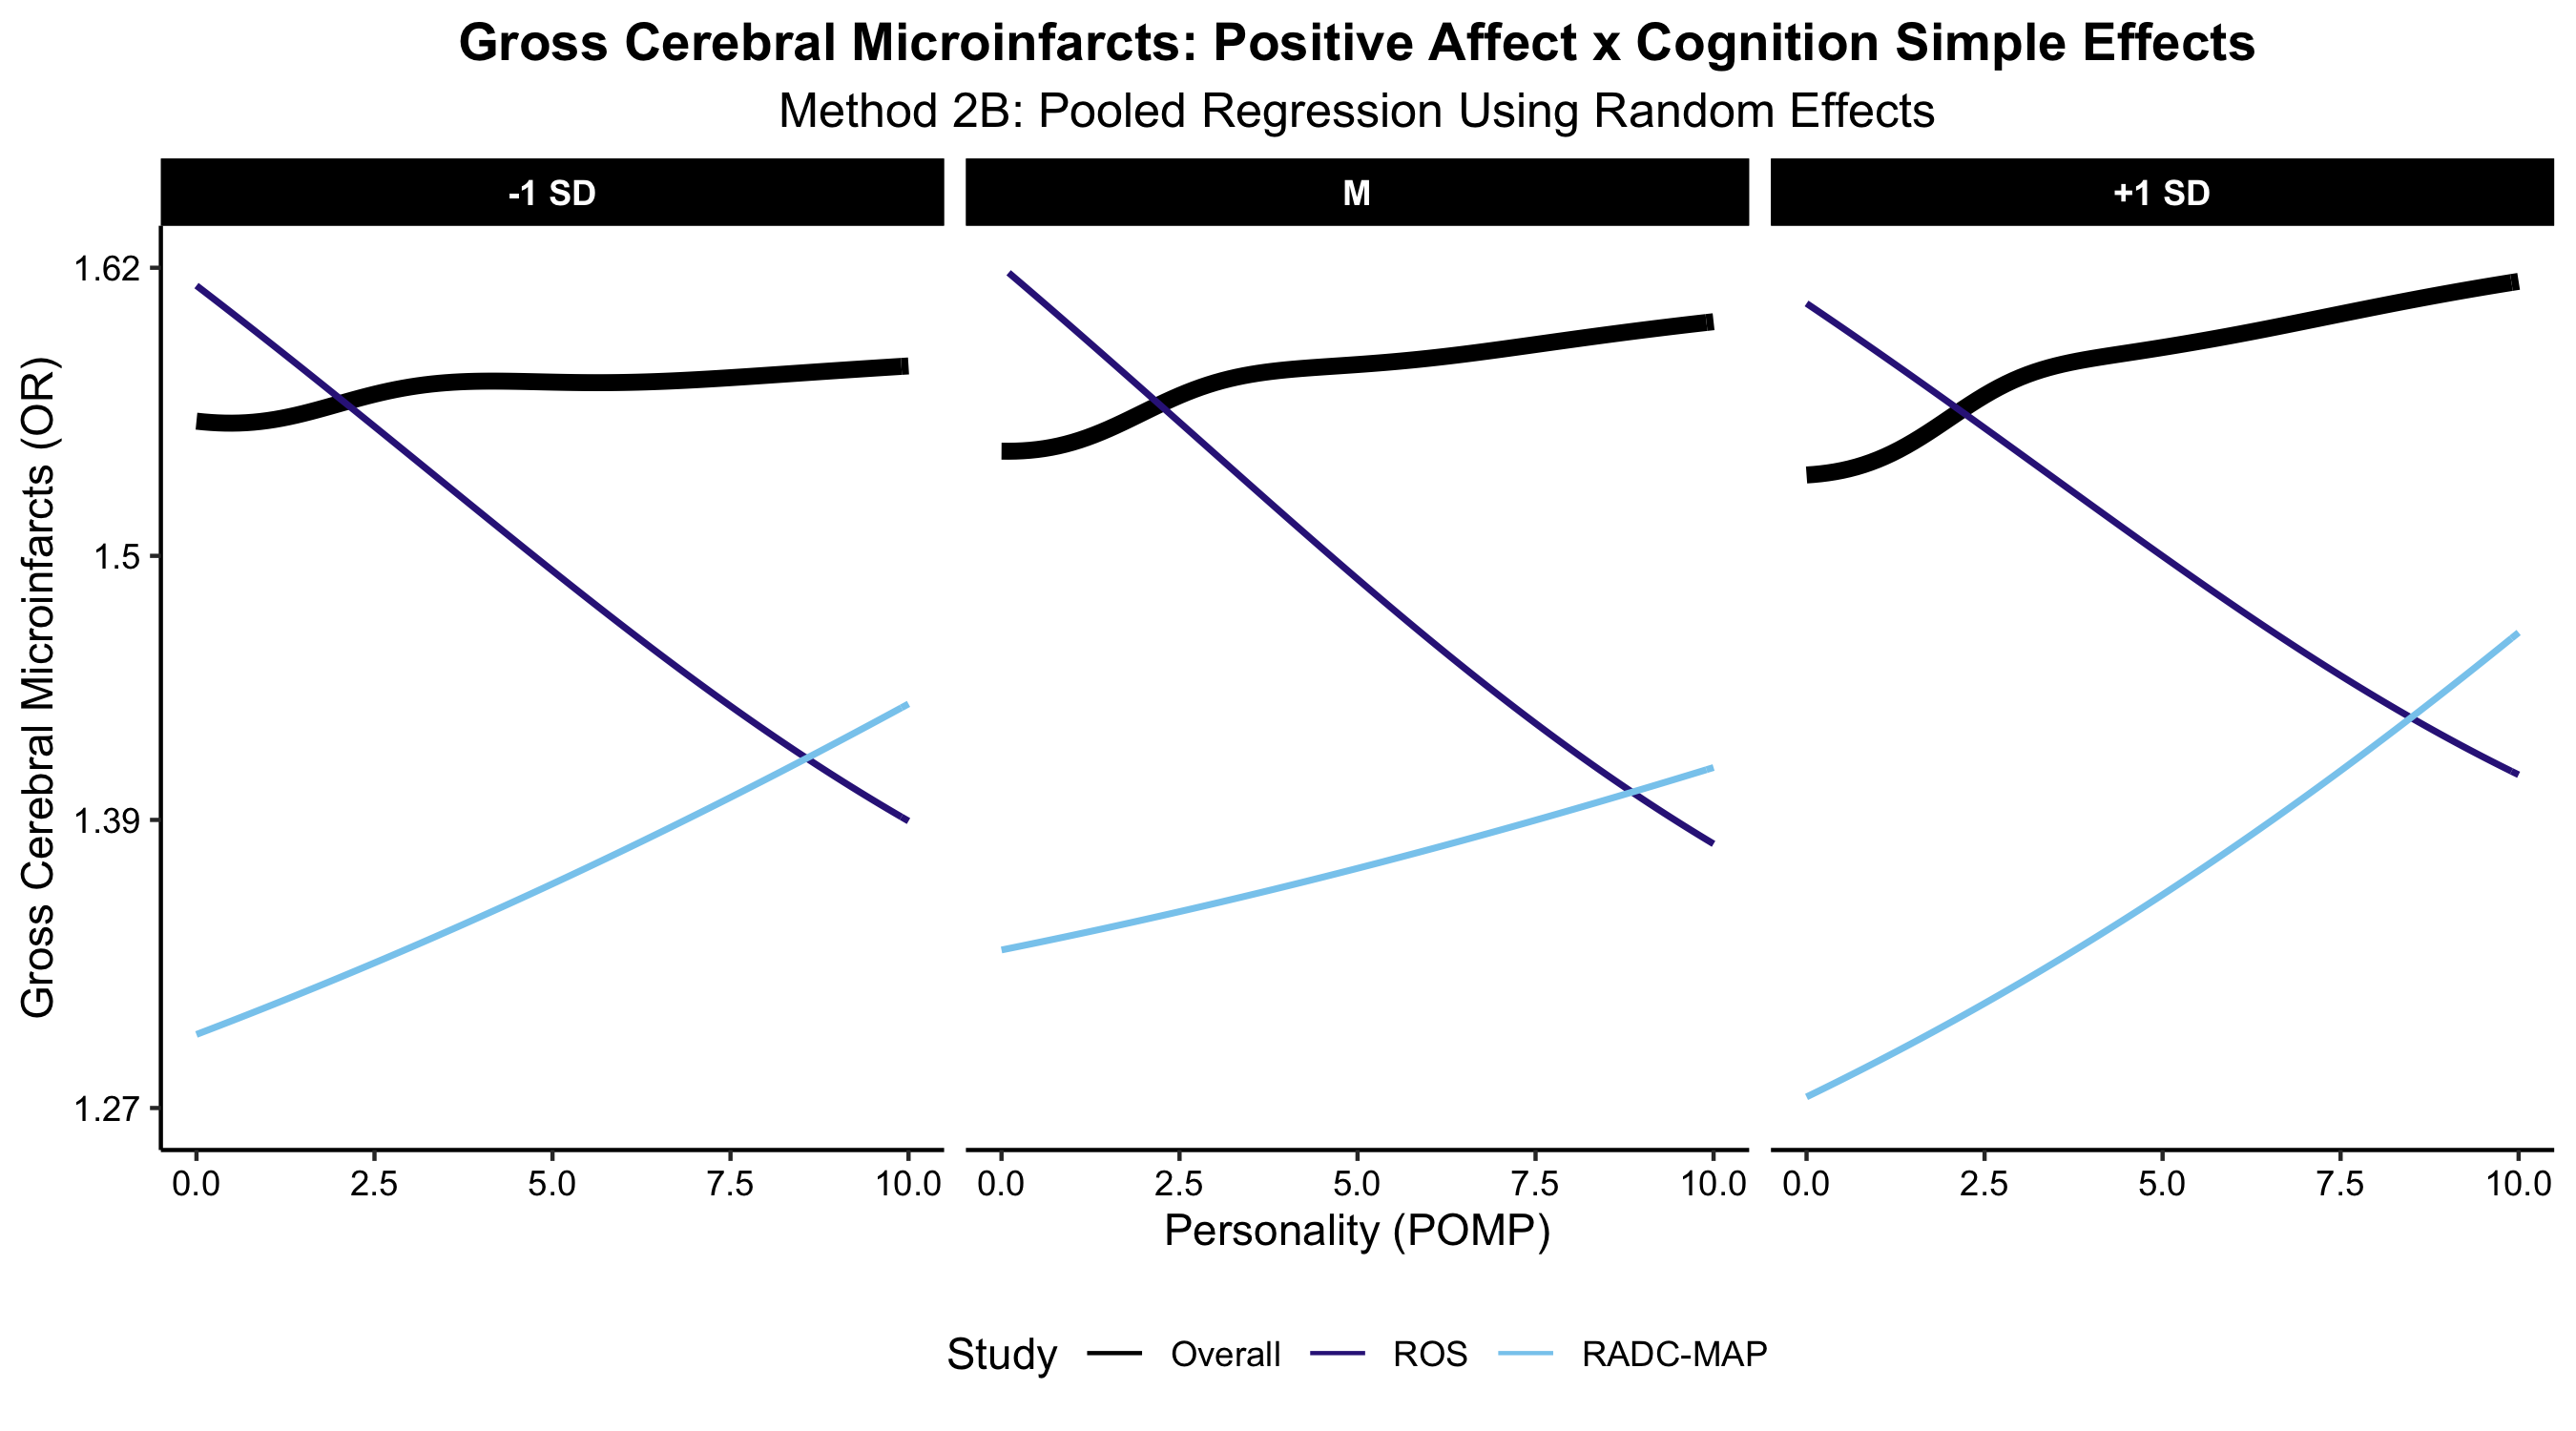 Gross Cerebral Microinfarcts: Positive Affect x Cognition Simple Effects
Method 2B: Pooled Regression Using Random Effects
-1 SD M +1 SD
Gross Cerebral Microinfarcts (OR)
1.62
1.5
1.39
1.27
0.0 2.5 5.0 7.5 10.0 0.0 2.5 5.0 7.5 10.0 0.0 2.5 5.0 7.5 10.0
Personality (POMP)
Study Overall ROS RADC-MAP